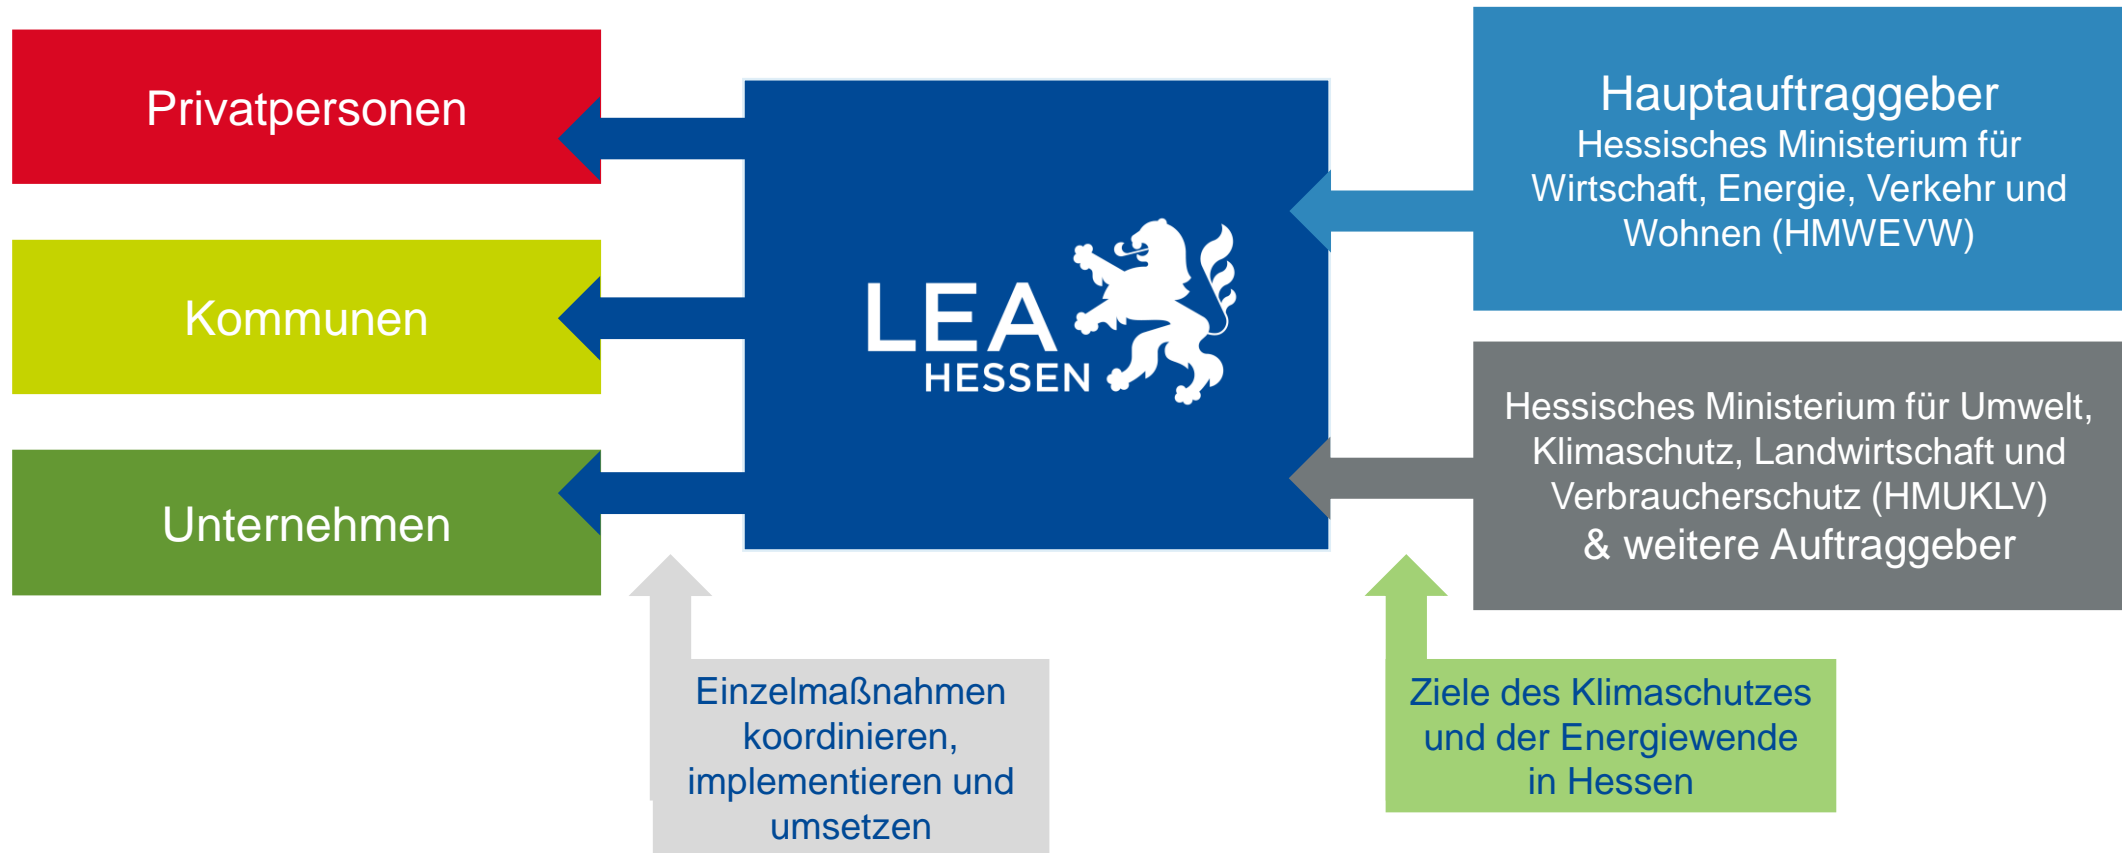 Privatpersonen
Kommunen
Unternehmen
LEA
HESSEN
Hauptauftraggeber
Hessisches Ministerium für
Wirtschaft, Energie, Verkehr und
Wohnen (HMWEVW)
Hessisches Ministerium für Umwelt,
Klimaschutz, Landwirtschaft und
Verbraucherschutz (HMUKLV)
& weitere Auftraggeber
Einzelmaßnahmen
koordinieren,
implementieren und
umsetzen
Ziele des Klimaschutzes
und der Energiewende
in Hessen